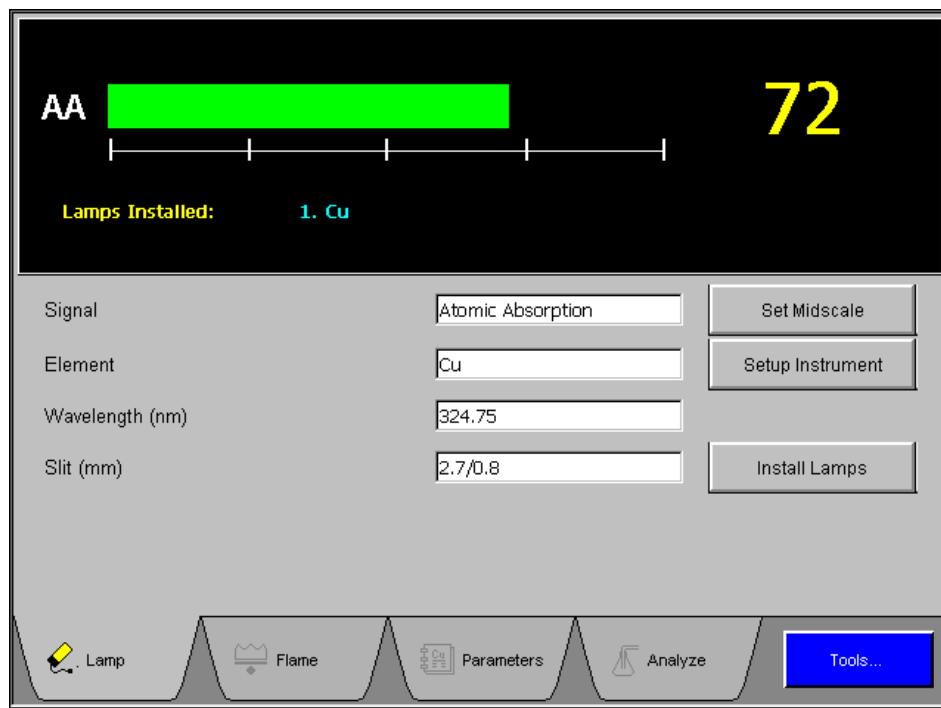 AA 72
Lamps Installed: 1. Cu
Signal Atomic Absorption Set Midscale
Element Cu Setup Instrument
Wavelength (nm) 324.75
Slit (mm) 2.7/0.8 Install Lamps
Lamp Flame Cu Parameters Analyze Tools...